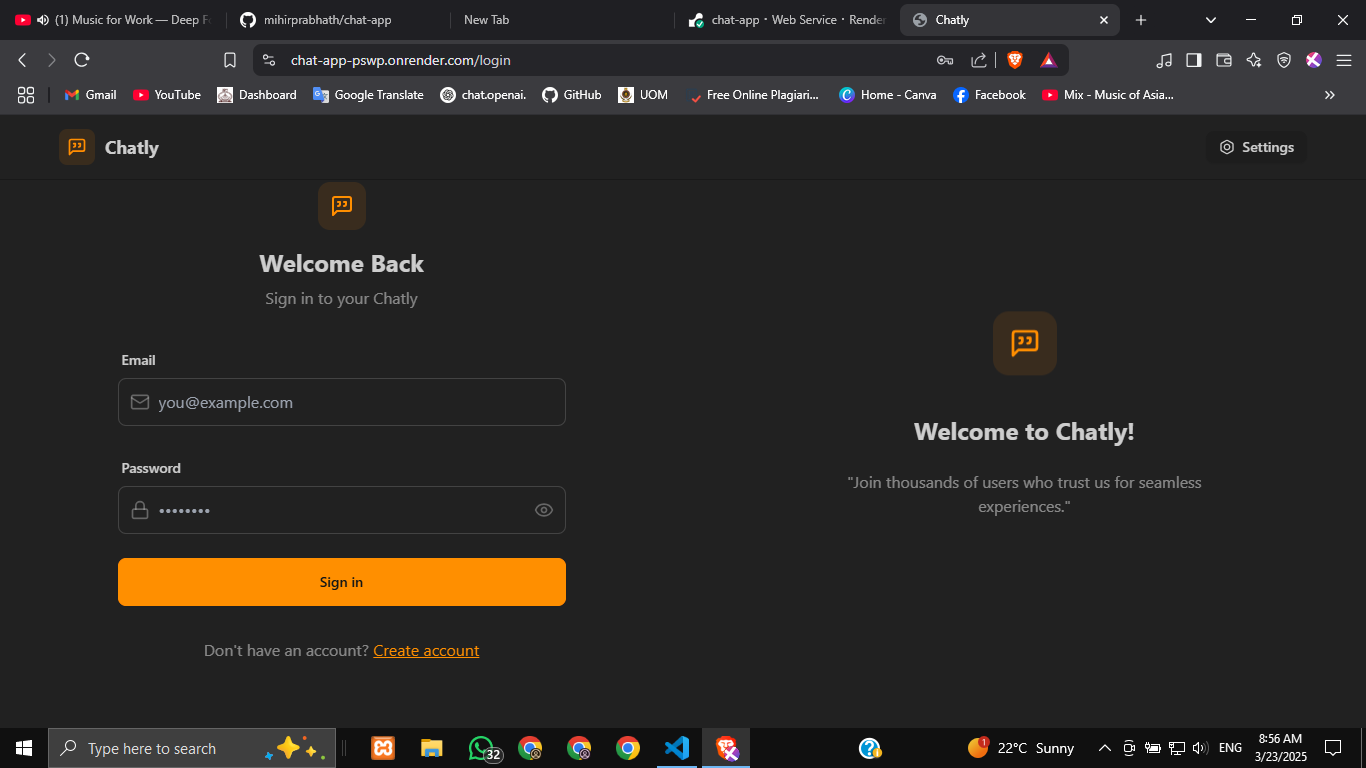 (1) Music for Work — Deep Fo
mihirprabhath/chat-app
New Tab
chat-app · Web Service · Render
Chatly
chat-app-pswp.onrender.com/login
Gmail
YouTube
Dashboard
Google Translate
chat.openai.
GitHub
UOM
Free Online Plagiari...
Home - Canva
Facebook
Mix - Music of Asia...
Chatly
Settings
Welcome Back
Sign in to your Chatly
Email
you@example.com
Password
••••••••
Sign in
Don't have an account? Create account
Welcome to Chatly!
"Join thousands of users who trust us for seamless
experiences."
Type here to search
32
1
22°C Sunny
ENG
8:56 AM
3/23/2025